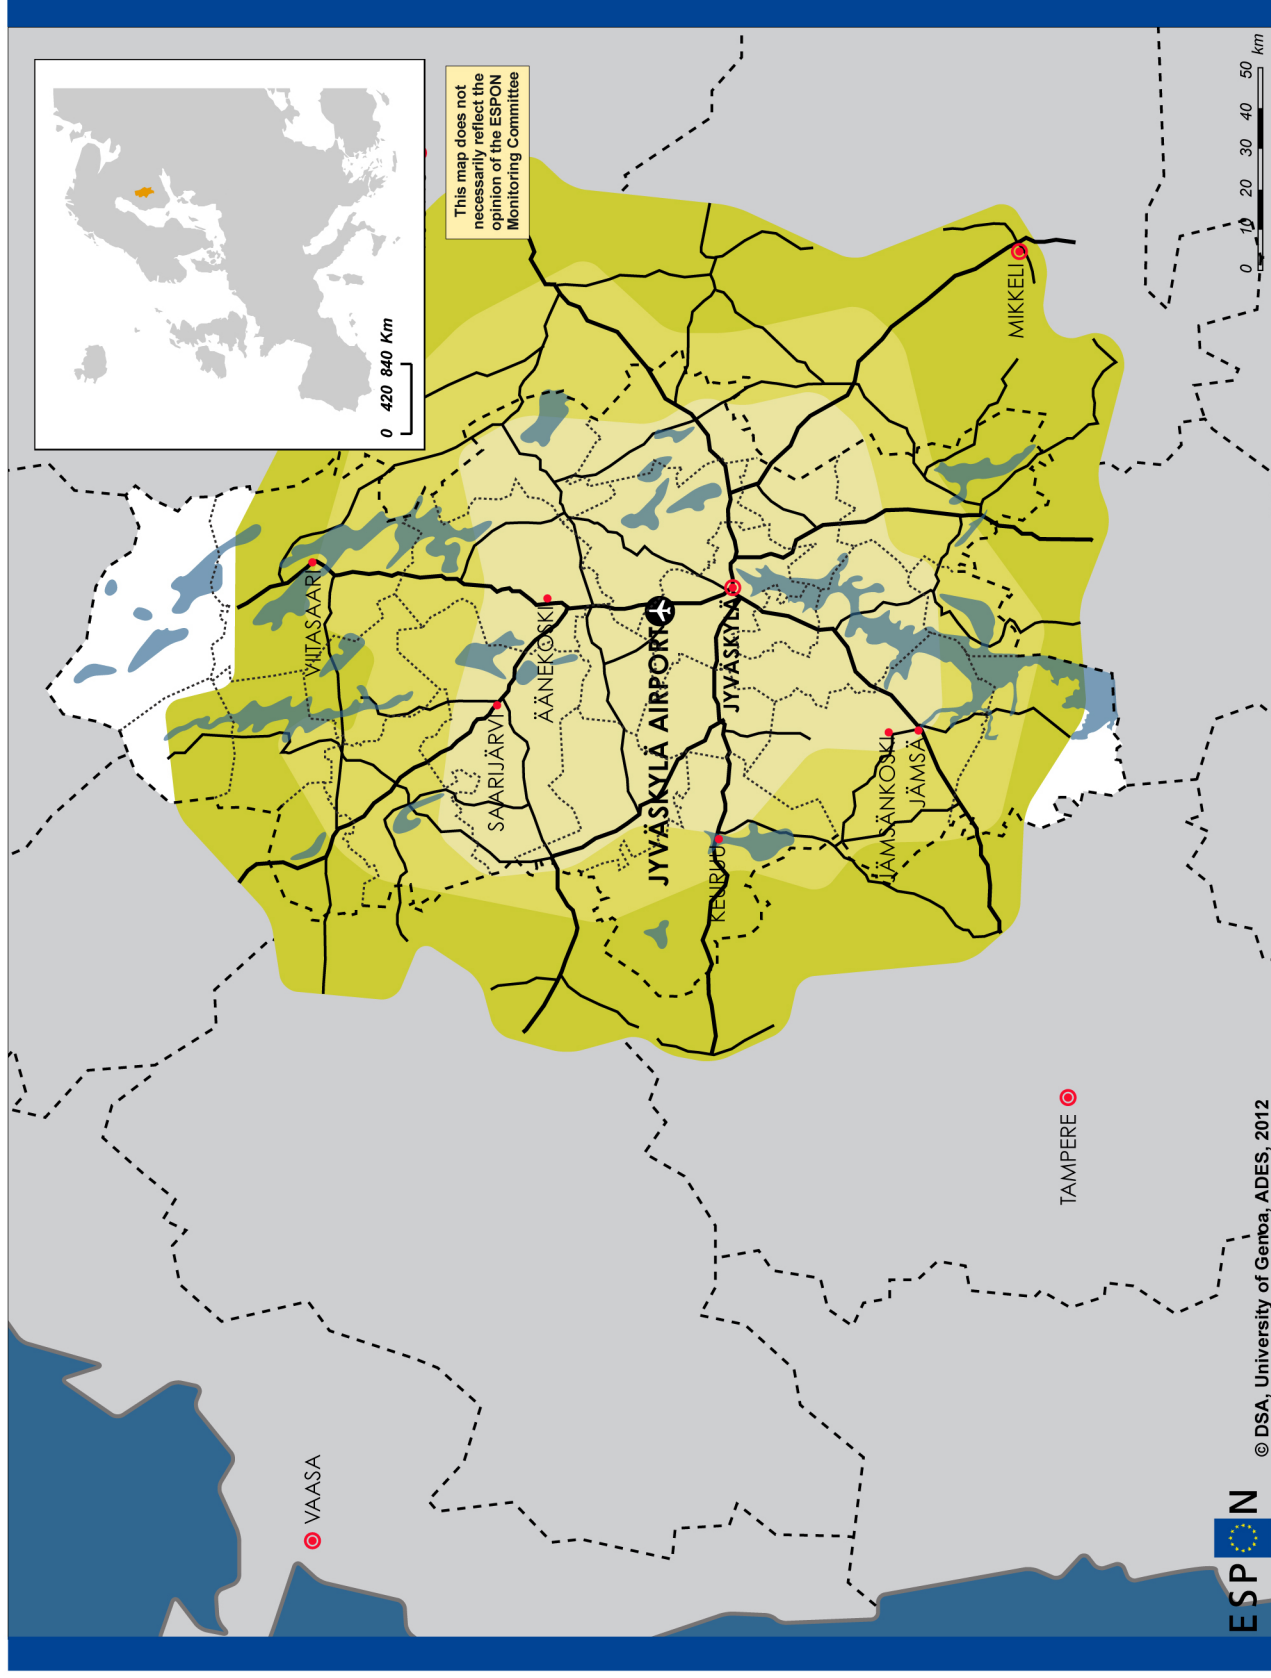 0 420 840 Km
This map does not
necessarily reflect the
opinion of the ESPON
Monitoring Committee
VIITASAARI
ÄÄNEKOSKI
SAARIJÄRVI
JYVÄSKYLÄ AIRPORT
JYVÄSKYLÄ
KEURUU
JÄMSÄNKOSKI
JÄMSÄ
MIKKELI
VAASA
TAMPERE
ESPON
© DSA, University of Genoa, ADES, 2012
0 10 20 30 40 50 km